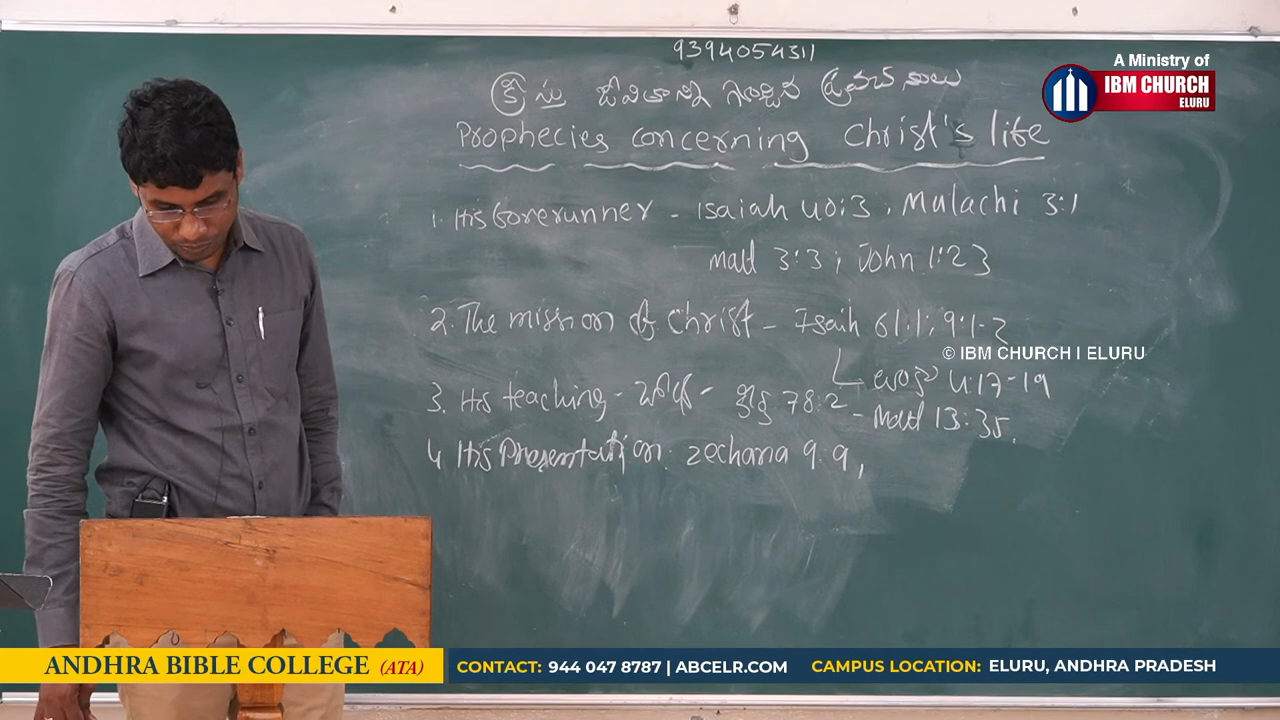 9394054311
A Ministry of
IBM CHURCH
ELURU
క్రీస్తు జీవితాన్ని గూర్చిన ప్రవచనాలు
Prophecies concerning Christ's life
1. His forerunner - Isaiah 40:3, Malachi 3:1
Matt 3:3; John 1:23
2. The mission of Christ - Isaih 61:1; 9:1-2
© IBM CHURCH I ELURU
లూకా 4:17-19
3. His teaching - బోధ - కీర్త 78:2 - Matt 13:35.
4 His Presentation: zecharia 9:9,
ANDHRA BIBLE COLLEGE (ATA)
CONTACT: 944 047 8787 | ABCELR.COM
CAMPUS LOCATION: ELURU, ANDHRA PRADESH